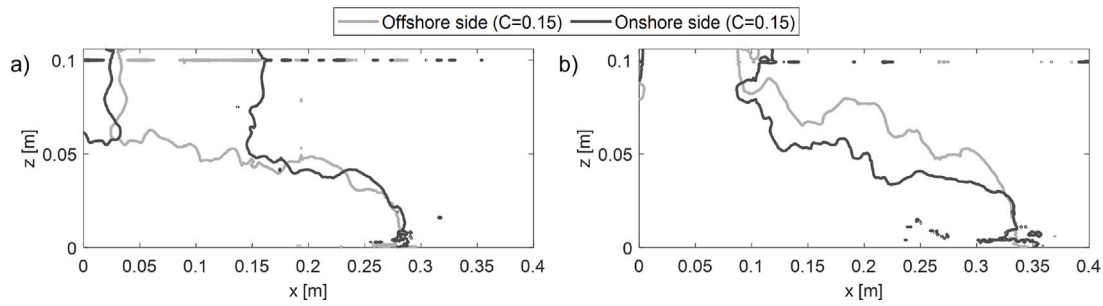 Offshore side (C=0.15) Onshore side (C=0.15)
a) b)
0.1 0.1
z [m] z [m]
0.05 0.05
0 0
0 0.05 0.1 0.15 0.2 0.25 0.3 0.35 0.4 0 0.05 0.1 0.15 0.2 0.25 0.3 0.35 0.4
x [m] x [m]